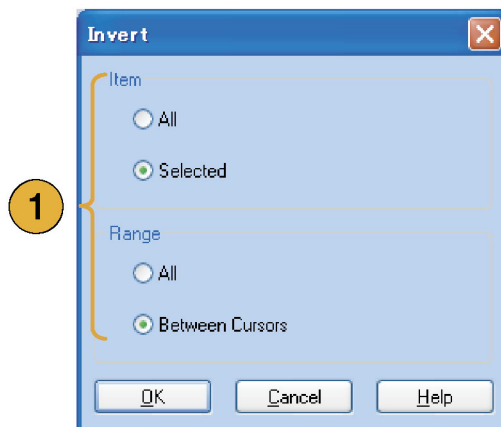 Invert
Item
All
Selected
1
Range
All
Between Cursors
OK Cancel Help